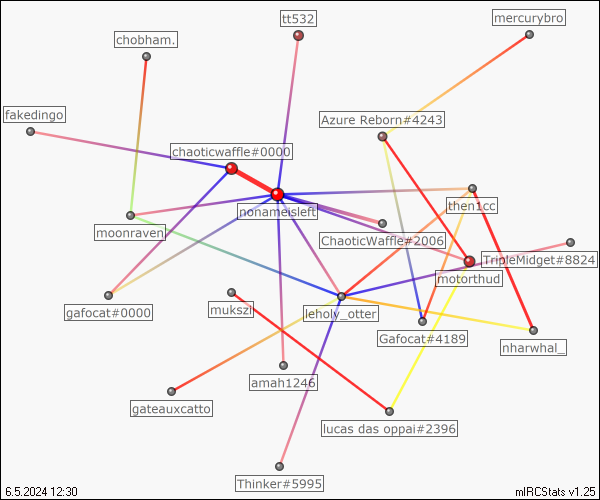 mercurybro
tt532
chobham.
fakedingo
Azure Reborn#4243
chaoticwaffle#0000
nonameisleft
then1cc
moonraven
ChaoticWaffle#2006
TripleMidget#8824
motorthud
gafocat#0000
mukszi
leholy_otter
Gafocat#4189
nharwhal_
amah1246
gateauxcatto
lucas das oppai#2396
Thinker#5995
6.5.2024 12:30
mIRCStats v1.25